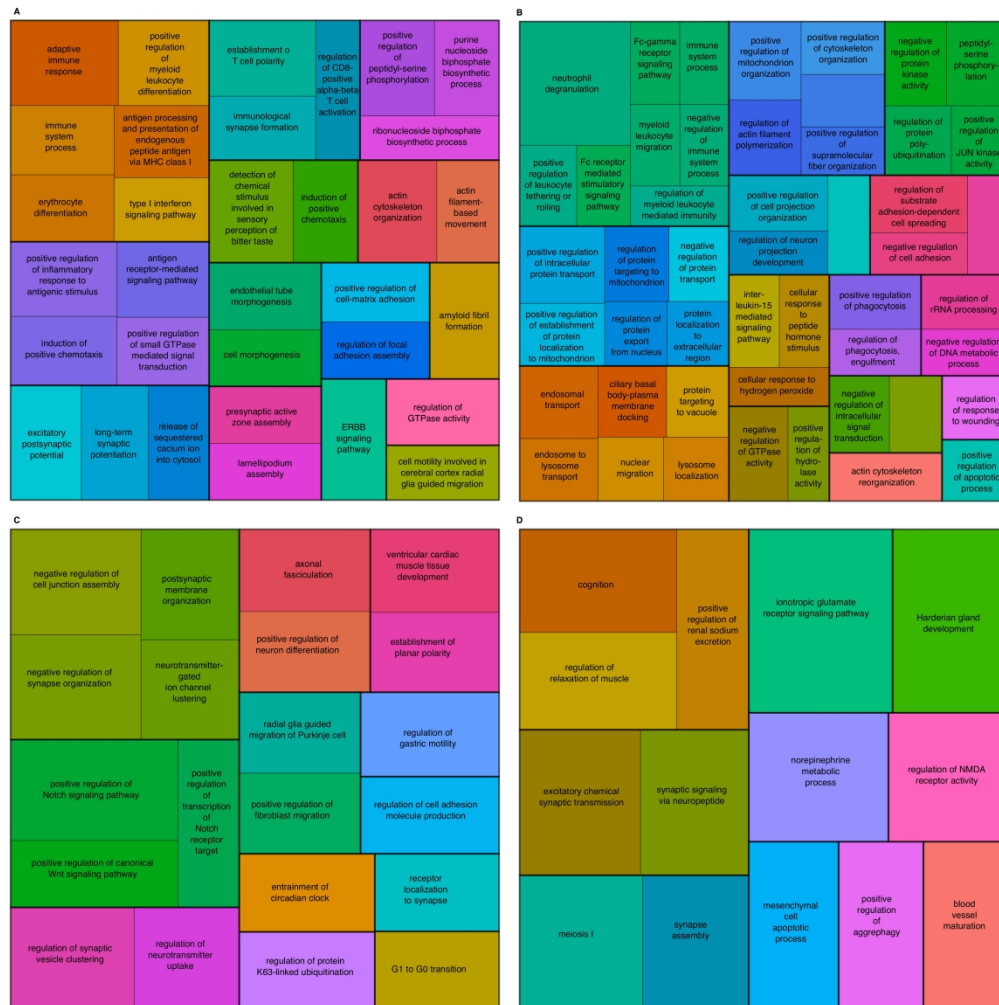 A
adaptive
immune
response
positive
regulation
of
myeloid
leukocyte
differentiation
immune
system
process
antigen processing
and presentation of
endogenous
peptide antigen
via MHC class I
erythrocyte
differentiation
type I interferon
signaling pathway
establishment o
T cell polarity
regulation
of CD8-
positive
alpha-beta
T cell
activation
immunological
synapse formation
positive
regulation
of
peptidyl-serine
phosphorylation
purine
nucleoside
biphosphate
biosynthetic
process
ribonucleoside biphosphate
biosynthetic process
detection of
chemical
stimulus
involved in
sensory
perception of
bitter taste
induction
of
positive
chemotaxis
actin
cytoskeleton
organization
actin
filament-
based
movement
positive regulation
of inflammatory
response to
antigenic stimulus
antigen
receptor-mediated
signaling pathway
induction
of positive
chemotaxis
positive regulation
of small GTPase
mediated signal
transduction
endothelial tube
morphogenesis
cell morphogenesis
positive regulation of
cell-matrix adhesion
regulation of focal
adhesion assembly
amyloid fibril
formation
excitatory
postsynaptic
potential
long-term
synaptic
potentiation
release of
sequestered
cacium ion
into cytosol
presynaptic active
zone assembly
lamellipodium
assembly
ERBB
signaling
pathway
regulation of
GTPase activity
cell motility involved in
cerebral cortex radial
glia guided migration
B
neutrophil
degranulation
Fc-gamma
receptor
signaling
pathway
immune
system
process
myeloid
leukocyte
migration
negative
regulation of
immune
system
process
positive
regulation
of leukocyte
tethering or
rolling
Fc receptor
mediated
stimulatory
signaling
pathway
regulation of
myeloid leukocyte
mediated immunity
positive
regulation of
mitochondrion
organization
positive regulation
of cytoskeleton
organization
regulation of
actin filament
polymerization
positive regulation
of
supramolecular
fiber organization
negative
regulation of
protein
kinase
activity
peptidyl-
serine
phosphory-
lation
regulation
of protein
poly-
ubiquitination
positive
regulation
of
JUN kinase
activity
positive
regulation
of intracellular
protein transport
regulation
of protein
targeting to
mitochondrion
negative
regulation
of protein
transport
positive regulation
of establishment
of protein
localization
to mitochondrion
regulation
of protein
export
from nucleus
protein
localization
to
extracellular
region
positive regulation
of cell projection
organization
regulation of neuron
projection development
regulation of
substrate
adhesion-dependent
cell spreading
negative regulation
of cell adhesion
inter-
leukin-15
mediated
signaling
pathway
cellular
response
to
peptide
hormone
stimulus
cellular response to
hydrogen peroxide
positive regulation
of phagocytosis
regulation of
phagocytosis,
engulfment
regulation of
rRNA processing
negative regulation
of DNA metabolic
process
endosomal
transport
ciliary basal
body-plasma
membrane
docking
protein
targeting
to vacuole
endosome to
lysosome
transport
nuclear
migration
lysosome
localization
negative
regulation
of GTPase
activity
positive
regula-
tion
of
hydro-
lase
activity
negative
regulation of
intracellular
signal
transduction
actin cytoskeleton
reorganization
regulation
of response
to wounding
positive
regulation
of apoptotic
process
C
negative regulation of
cell junction assembly
postsynaptic
membrane
organization
negative regulation of
synapse organization
neurotransmitter-
gated
ion channel
lustering
axonal
fasciculation
ventricular cardiac
muscle tissue
development
positive regulation of
neuron differentiation
establishment of
planar polarity
positive regulation of
Notch signaling pathway
positive
regulation
of
transcription
of
Notch
receptor
target
positive regulation of canonical
Wnt signaling pathway
radial glia guided
migration of Purkinje cell
regulation of
gastric motility
positive regulation of
fibroblast migration
regulation of cell adhesion
molecule production
entrainment of
circadian clock
receptor
localization
to synapse
regulation of synaptic
vesicle clustering
regulation of
neurotransmitter
uptake
regulation of protein
K63-linked ubiquitination
G1 to G0 transition
D
cognition
positive
regulation of
renal sodium
excretion
regulation of
relaxation of muscle
ionotropic glutamate
receptor signaling pathway
Harderian gland
development
excitatory chemical
synaptic transmission
synaptic signaling
via neuropeptide
norepinephrine
metabolic
process
regulation of NMDA
receptor activity
meiosis I
synapse
assembly
mesenchymal
cell
apoptotic
process
positive
regulation
of
aggrephagy
blood
vessel
maturation